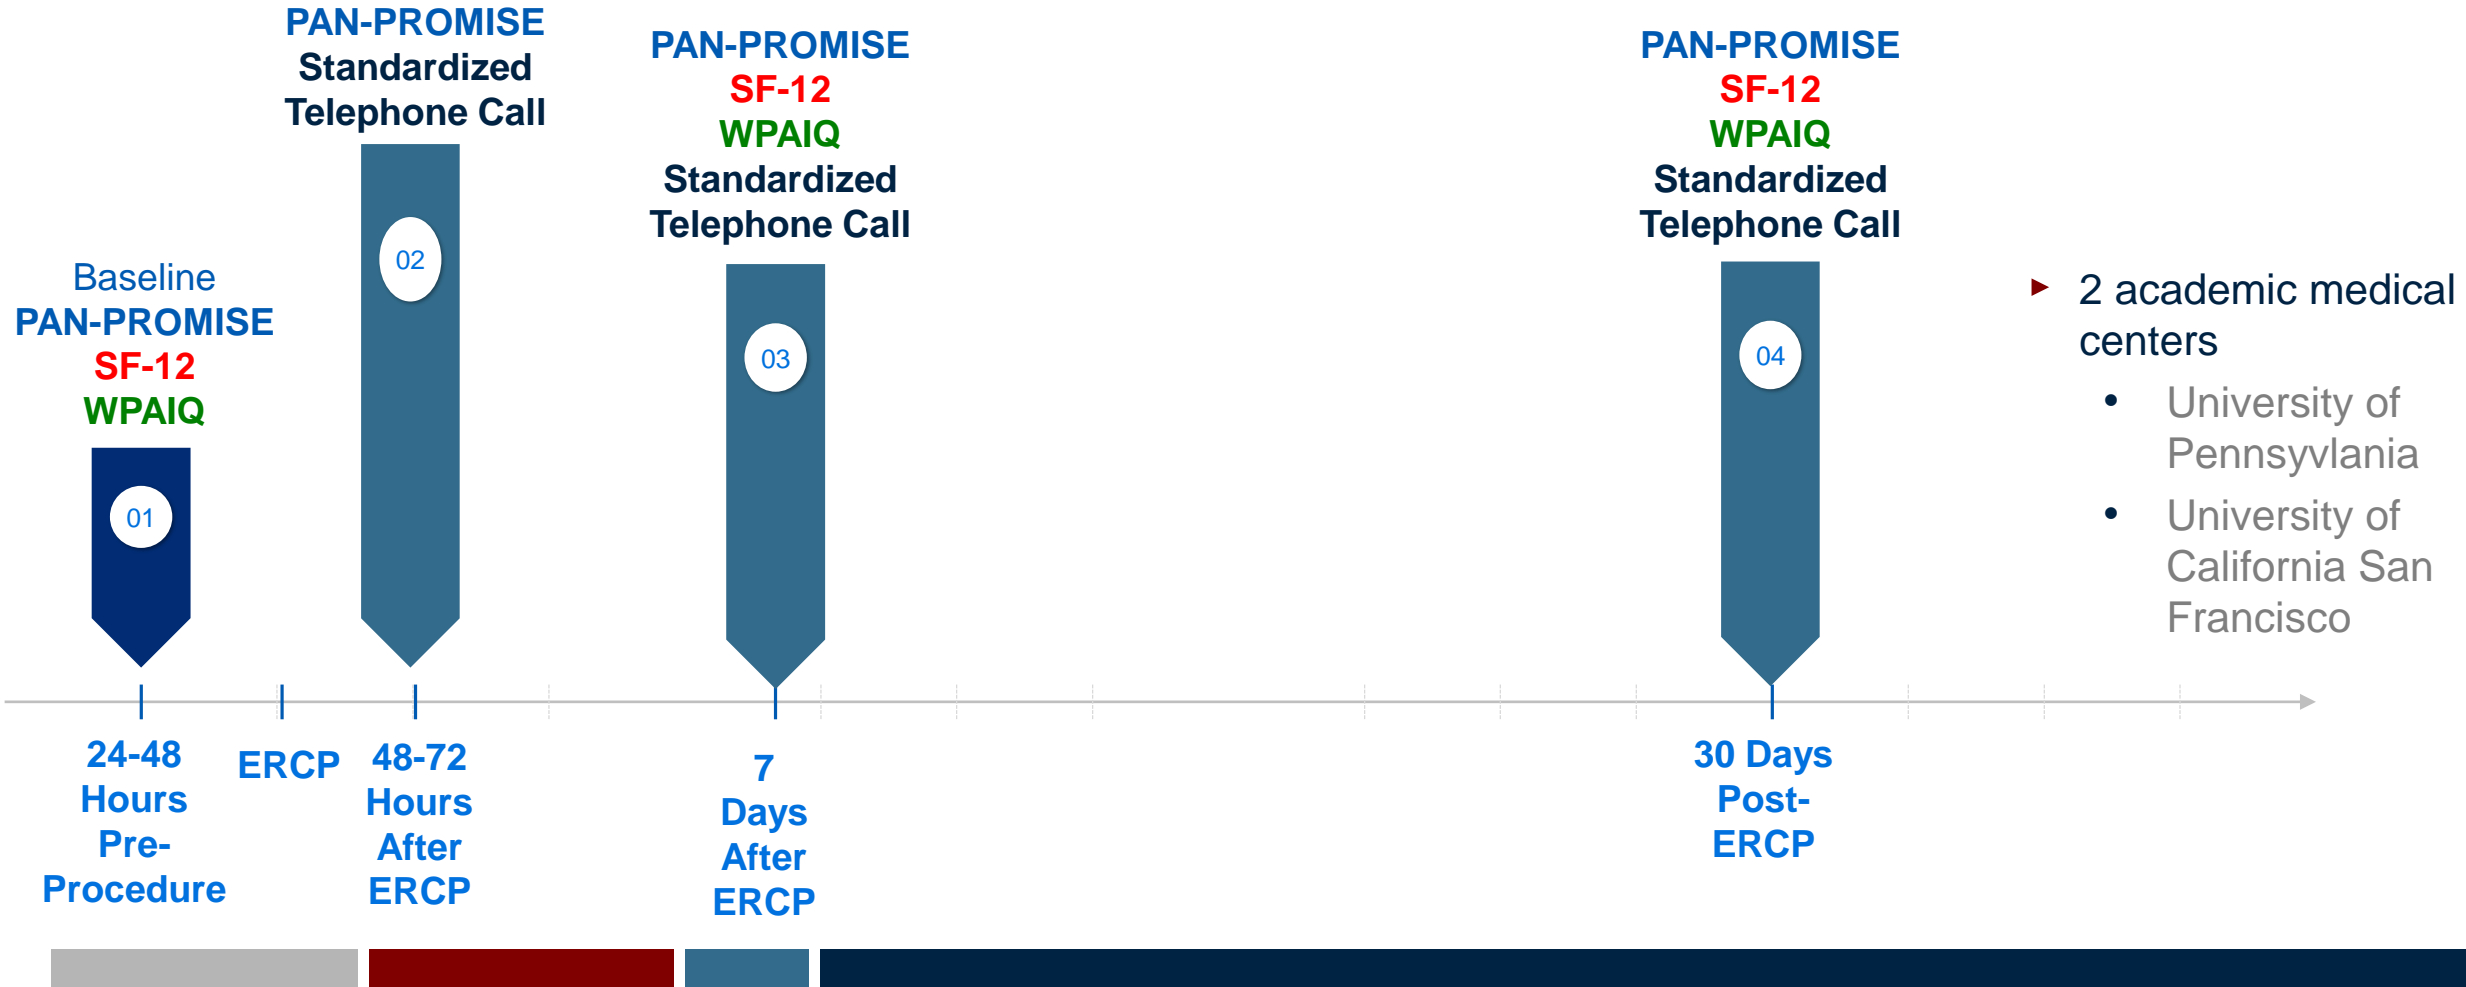 PAN-PROMISE
Standardized
Telephone Call
PAN-PROMISE
SF-12
WPAIQ
Standardized
Telephone Call
PAN-PROMISE
SF-12
WPAIQ
Standardized
Telephone Call
Baseline
PAN-PROMISE
SF-12
WPAIQ
01
02
03
04
► 2 academic medical
centers
• University of
Pennsyvlania
• University of
California San
Francisco
24-48
Hours
Pre-
Procedure
ERCP
48-72
Hours
After
ERCP
7
Days
After
ERCP
30 Days
Post-
ERCP